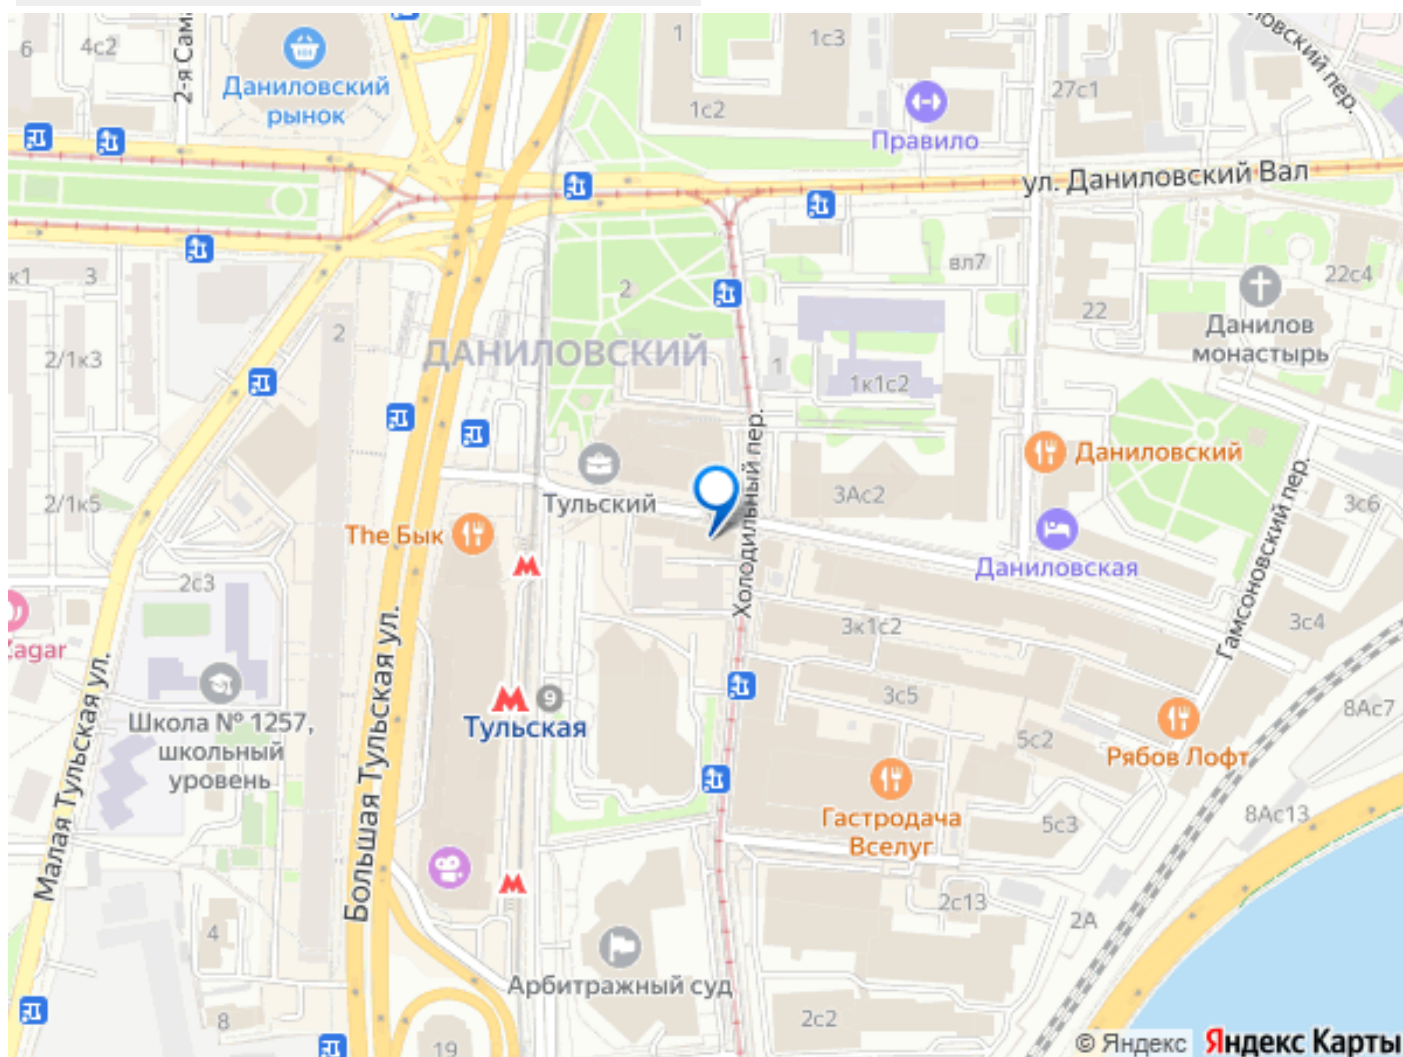 6
4с2
2-я Сам
Даниловский
рынок
1
1с3
1с2
Правило
27с1
ловский пер.
ул. Даниловский Вал
к1
3
2
вл7
22
22с4
Данилов
монастырь
2/1к3
2
ДАНИЛОВСКИЙ
1
1к1с2
Холодильный пер.
Даниловский
Тульский
3Ас2
2/1к5
The Бык
3с6
Даниловская
Гамсоновский пер.
2с3
Zagar
3к1с2
3с4
Малая Тульская ул.
Большая Тульская ул.
Школа № 1257,
школьный
уровень
9
Тульская
3с5
5с2
Рябов Лофт
8Ас7
Гастродача
Вселуг
5с3
8Ас13
2с13
2А
4
Арбитражный суд
8
19
2с2
© Яндекс
Яндекс Карты